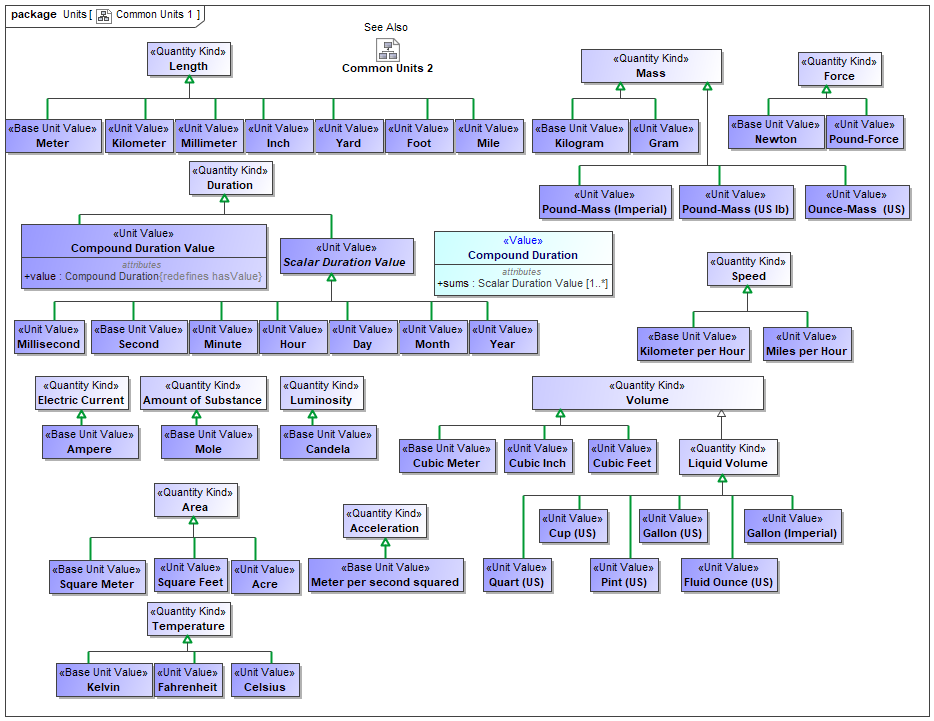 package Units [ Common Units 1 ]
See Also
Common Units 2
«Quantity Kind»
Length
«Base Unit Value»
Meter
«Unit Value»
Kilometer
«Unit Value»
Millimeter
«Unit Value»
Inch
«Unit Value»
Yard
«Unit Value»
Foot
«Unit Value»
Mile
«Quantity Kind»
Mass
«Base Unit Value»
Kilogram
«Unit Value»
Gram
«Unit Value»
Pound-Mass (Imperial)
«Unit Value»
Pound-Mass (US lb)
«Unit Value»
Ounce-Mass (US)
«Quantity Kind»
Force
«Base Unit Value»
Newton
«Unit Value»
Pound-Force
«Quantity Kind»
Duration
«Unit Value»
Compound Duration Value
attributes
+value : Compound Duration{redefines hasValue}
«Unit Value»
Scalar Duration Value
«Value»
Compound Duration
attributes
+sums : Scalar Duration Value [1..*]
«Unit Value»
Millisecond
«Base Unit Value»
Second
«Unit Value»
Minute
«Unit Value»
Hour
«Unit Value»
Day
«Unit Value»
Month
«Unit Value»
Year
«Quantity Kind»
Speed
«Base Unit Value»
Kilometer per Hour
«Unit Value»
Miles per Hour
«Quantity Kind»
Electric Current
«Base Unit Value»
Ampere
«Quantity Kind»
Amount of Substance
«Base Unit Value»
Mole
«Quantity Kind»
Luminosity
«Base Unit Value»
Candela
«Quantity Kind»
Volume
«Base Unit Value»
Cubic Meter
«Unit Value»
Cubic Inch
«Unit Value»
Cubic Feet
«Quantity Kind»
Liquid Volume
«Unit Value»
Cup (US)
«Unit Value»
Gallon (US)
«Unit Value»
Gallon (Imperial)
«Unit Value»
Quart (US)
«Unit Value»
Pint (US)
«Unit Value»
Fluid Ounce (US)
«Quantity Kind»
Area
«Base Unit Value»
Square Meter
«Unit Value»
Square Feet
«Unit Value»
Acre
«Quantity Kind»
Acceleration
«Base Unit Value»
Meter per second squared
«Quantity Kind»
Temperature
«Base Unit Value»
Kelvin
«Unit Value»
Fahrenheit
«Unit Value»
Celsius